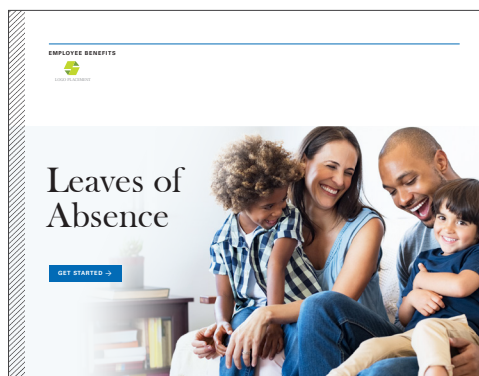 EMPLOYEE BENEFITS
LOGO PLACEMENT
Leaves of
Absence
GET STARTED →